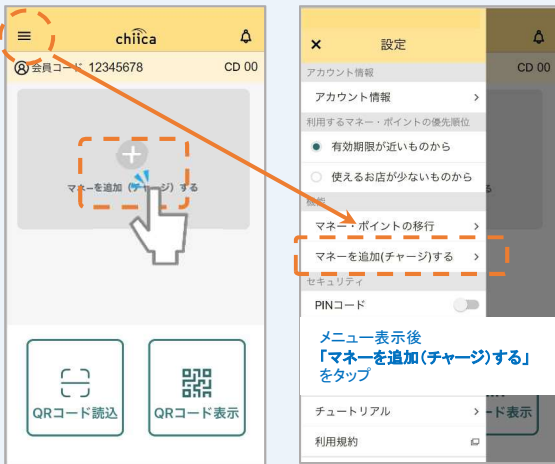 chiica
会員コード 12345678
CD 00
マネーを追加（チャージ）する
QRコード読込
QRコード表示
設定
CD 00
アカウント情報
アカウント情報
利用するマネー・ポイントの優先順位
有効期限が近いものから
使えるお店が少ないものから
る
機能
マネー・ポイントの移行
マネーを追加(チャージ)する
セキュリティ
PINコード
メニュー表示後
「マネーを追加(チャージ)する」
をタップ
チュートリアル
ード表示
利用規約